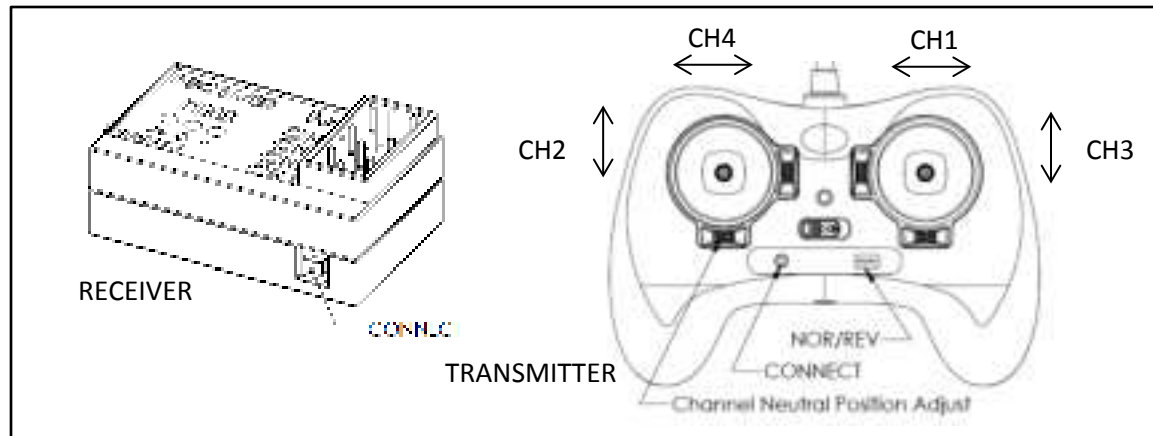 CH4
CH1
CH2
CH3
RECEIVER
NOR/REV
TRANSMITTER
CONNECT
Channel Neutral Position Adjust